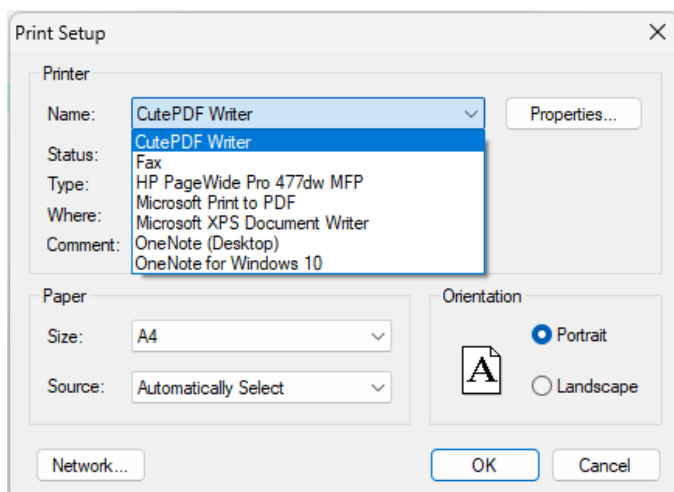 Print Setup
Printer
Name: CutePDF Writer Properties...
CutePDF Writer
Status:
Fax
Type:
HP PageWide Pro 477dw MFP
Microsoft Print to PDF
Where:
Microsoft XPS Document Writer
Comment:
OneNote (Desktop)
OneNote for Windows 10
Paper
Size: A4
Source: Automatically Select
Orientation
A
Portrait
Landscape
Network...
OK
Cancel